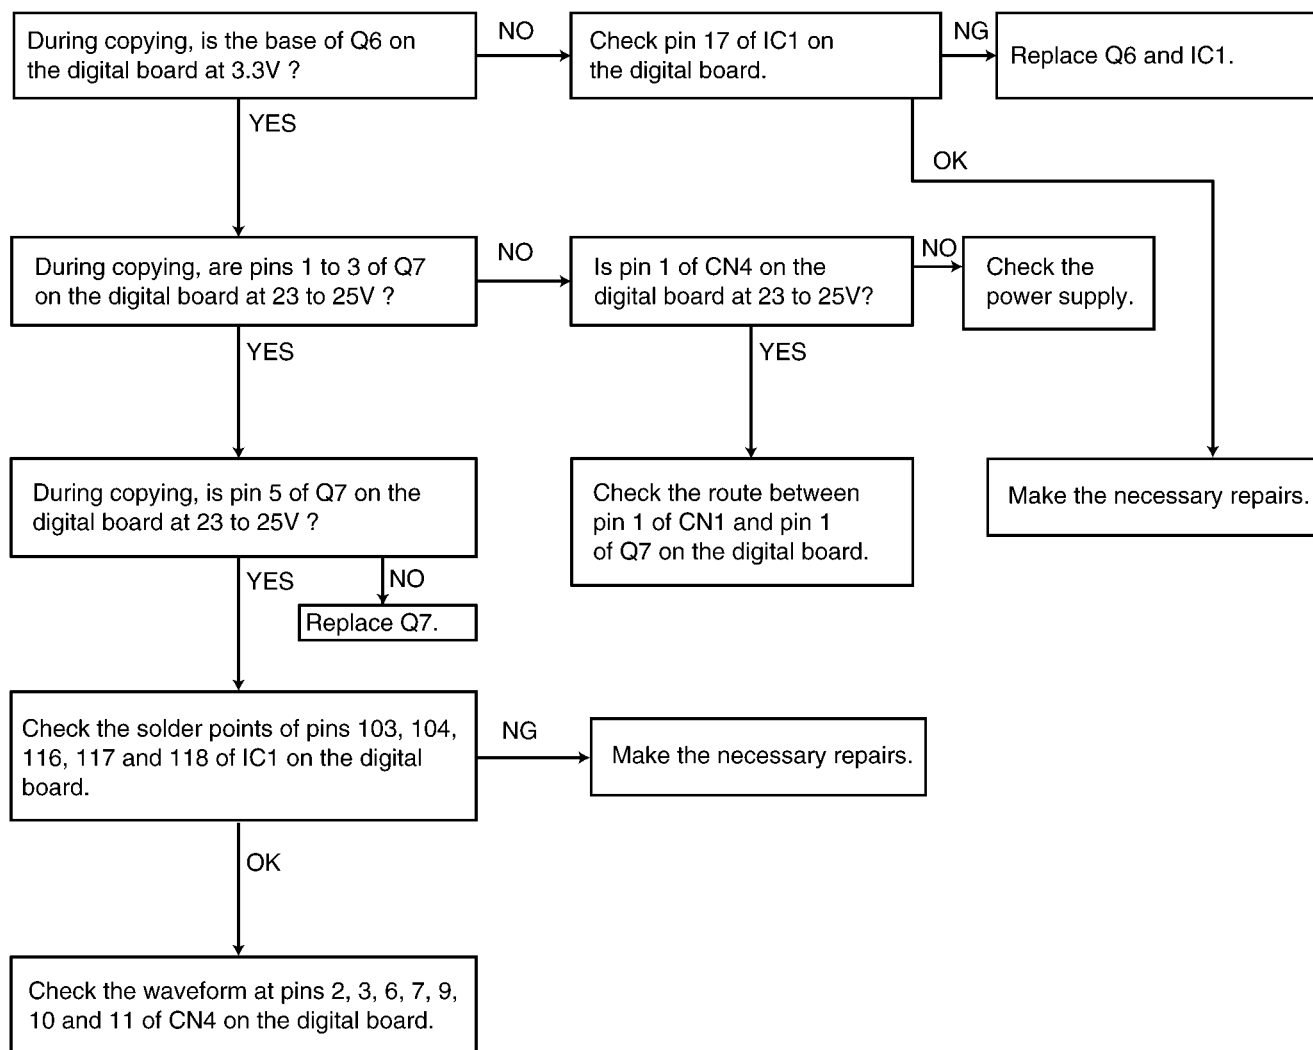 During copying, is the base of Q6 on
the digital board at 3.3V ?
NO
Check pin 17 of IC1 on
the digital board.
NG
Replace Q6 and IC1.
YES
OK
During copying, are pins 1 to 3 of Q7
on the digital board at 23 to 25V ?
NO
Is pin 1 of CN4 on the
digital board at 23 to 25V?
NO
Check the
power supply.
YES
YES
During copying, is pin 5 of Q7 on the
digital board at 23 to 25V ?
Check the route between
pin 1 of CN1 and pin 1
of Q7 on the digital board.
Make the necessary repairs.
YES
NO
Replace Q7.
Check the solder points of pins 103, 104,
116, 117 and 118 of IC1 on the digital
board.
NG
Make the necessary repairs.
OK
Check the waveform at pins 2, 3, 6, 7, 9,
10 and 11 of CN4 on the digital board.